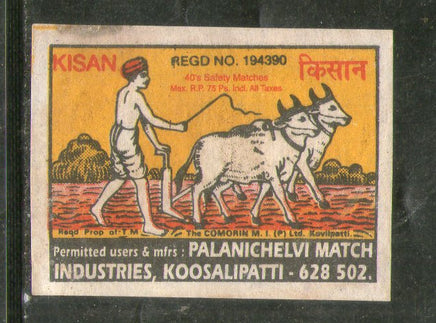 KISAN
REGD NO. 194390
किसान
40's Safety Matches
Max. R.P. 75 Ps. Incl. All Taxes
Regd Prop of T M The COMORIN M. I. (P) Ltd. Kovilpatti.
Permitted users & mfrs : PALANICHELVI MATCH
INDUSTRIES, KOOSALIPATTI - 628 502.